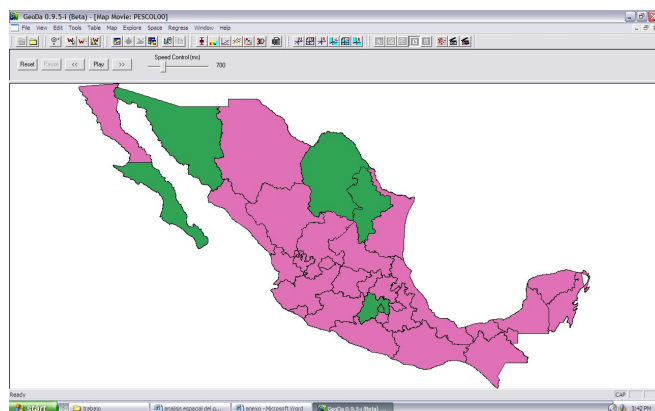 GeoDa 0.9.5-i (Beta) - [Map Movie: PESCOLOO]
File View Edit Tools Table Map Explore Space Regress Window Help
Speed Control (ms)
Reset Pause << Play >> 700
Ready CAP
start trabajo análisis espacial del q... anexo - Microsoft Word GeoDa 0.9.5-i (Beta)... 3:42 PM